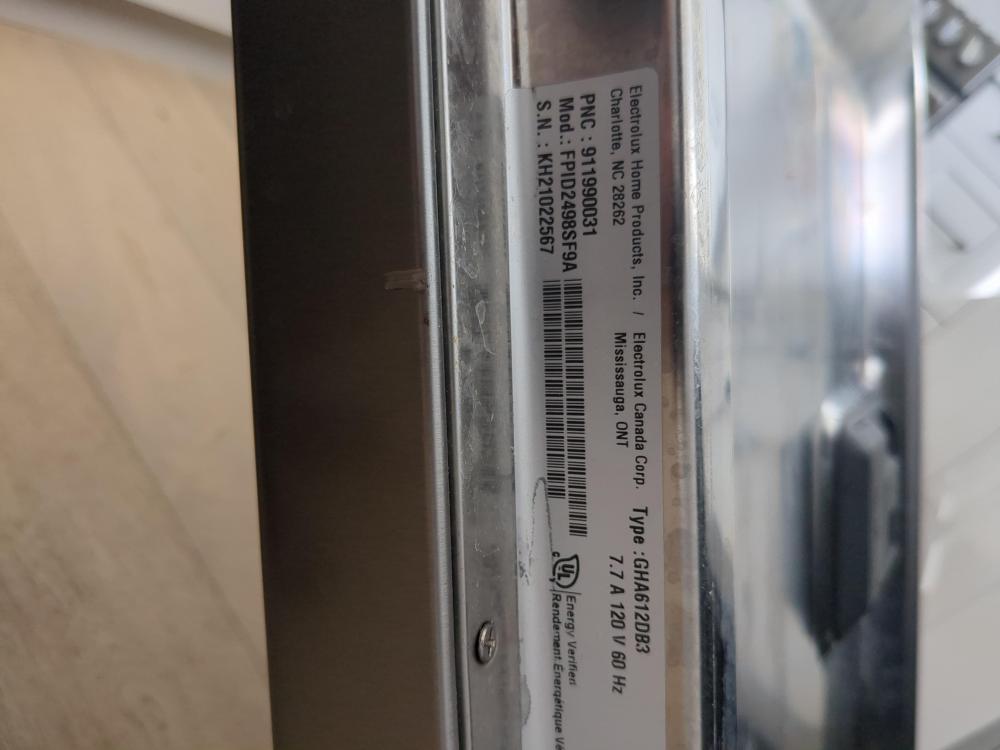 Electrolux Home Products, Inc. / Electrolux Canada Corp. Type :GHA612DB3
Charlotte, NC 28262 Mississauga, ONT 7.7 A 120 V 60 Hz
PNC : 911990031
Mod.: FPID2498SF9A
S.N. : KH21022567
UL
Energy Verified
Rendement Énergétique